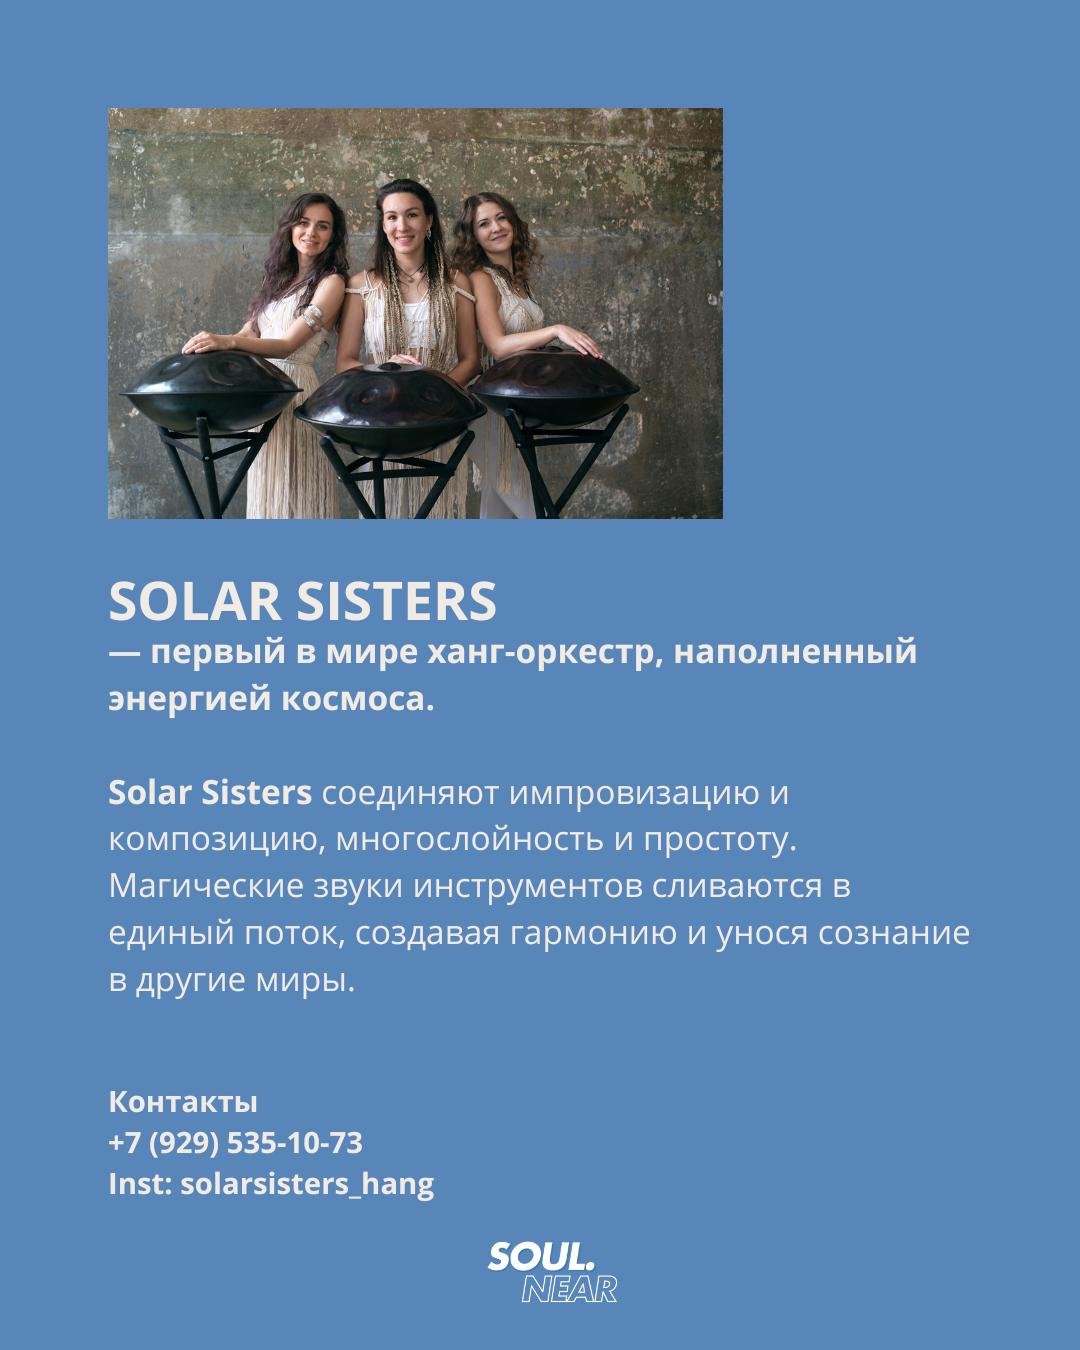 SOLAR SISTERS
— первый в мире ханг-оркестр, наполненный
энергией космоса.
Solar Sisters соединяют импровизацию и
композицию, многослойность и простоту.
Магические звуки инструментов сливаются в
единый поток, создавая гармонию и унося сознание
в другие миры.
Контакты
+7 (929) 535-10-73
Inst: solarsisters_hang
SOUL.
NEAR